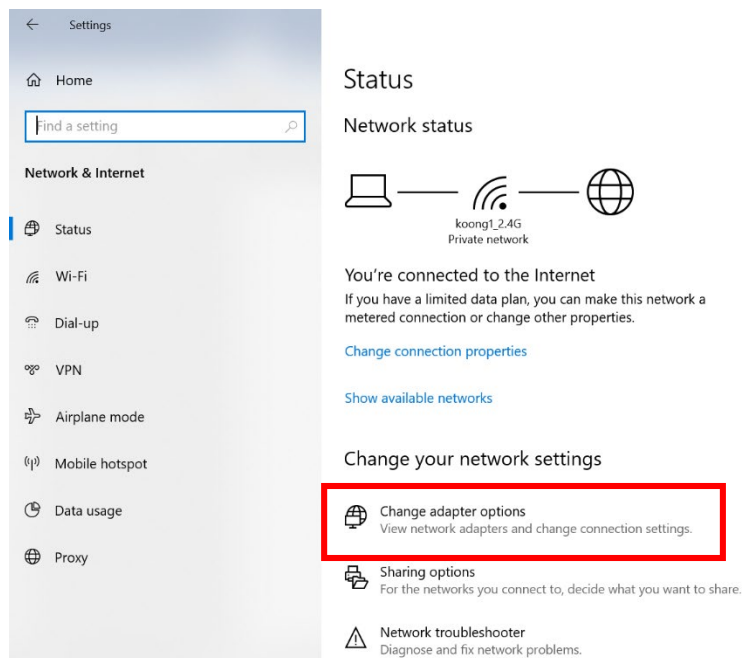 Settings
Home
Find a setting
Network & Internet
Status
Wi-Fi
Dial-up
VPN
Airplane mode
Mobile hotspot
Data usage
Proxy
Status
Network status
koong1_2.4G
Private network
You're connected to the Internet
If you have a limited data plan, you can make this network a
metered connection or change other properties.
Change connection properties
Show available networks
Change your network settings
Change adapter options
View network adapters and change connection settings.
Sharing options
For the networks you connect to, decide what you want to share.
Network troubleshooter
Diagnose and fix network problems.